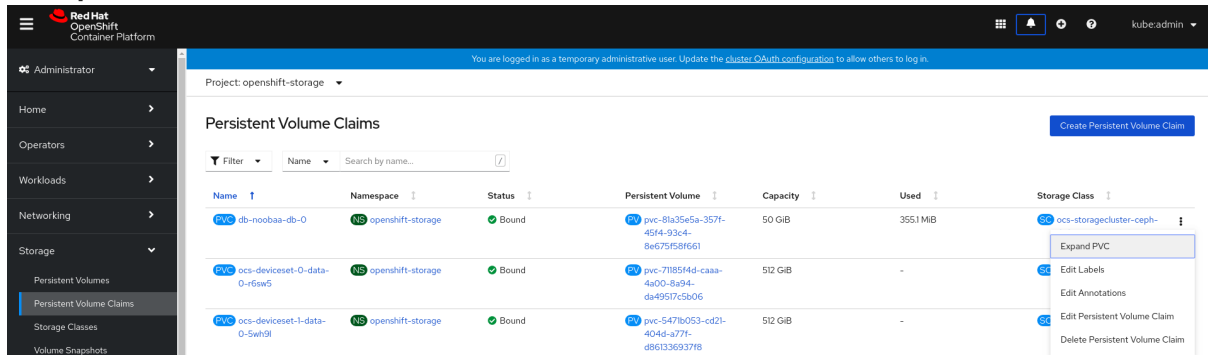 Red Hat
OpenShift
Container Platform
kube:admin
Administrator
You are logged in as a temporary administrative user. Update the cluster OAuth configuration to allow others to log in.
Project: openshift-storage
Home
Operators
Workloads
Networking
Storage
Persistent Volumes
Persistent Volume Claims
Storage Classes
Volume Snapshots
Persistent Volume Claims
Create Persistent Volume Claim
Filter Name Search by name... /
Name Namespace Status Persistent Volume Capacity Used Storage Class
PVC db-noobaa-db-0 NS openshift-storage Bound PV pvc-81a35e5a-357f- 50 GiB 355.1 MiB SC ocs-storagecluster-ceph-
45f4-93c4-
8e675f58f661
PVC ocs-deviceset-0-data- NS openshift-storage Bound PV pvc-71185f4d-caaa- 512 GiB - SC
0-r6sw5 4a00-8a94-
da49517c5b06
PVC ocs-deviceset-1-data- NS openshift-storage Bound PV pvc-5471b053-cd21- 512 GiB - SC
0-5wh9l 404d-a77f-
d861336937f8
Expand PVC
Edit Labels
Edit Annotations
Edit Persistent Volume Claim
Delete Persistent Volume Claim